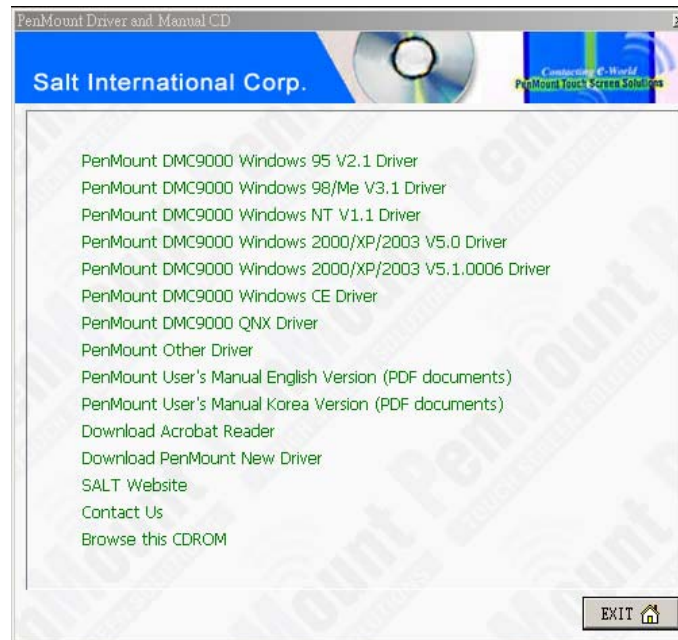 PenMount Driver and Manual CD
Salt International Corp.
Contacting E-World
PenMount Touch Screen Solutions
PenMount DMC9000 Windows 95 V2.1 Driver
PenMount DMC9000 Windows 98/Me V3.1 Driver
PenMount DMC9000 Windows NT V1.1 Driver
PenMount DMC9000 Windows 2000/XP/2003 V5.0 Driver
PenMount DMC9000 Windows 2000/XP/2003 V5.1.0006 Driver
PenMount DMC9000 Windows CE Driver
PenMount DMC9000 QNX Driver
PenMount Other Driver
PenMount User's Manual English Version (PDF documents)
PenMount User's Manual Korea Version (PDF documents)
Download Acrobat Reader
Download PenMount New Driver
SALT Website
Contact Us
Browse this CDROM
EXIT